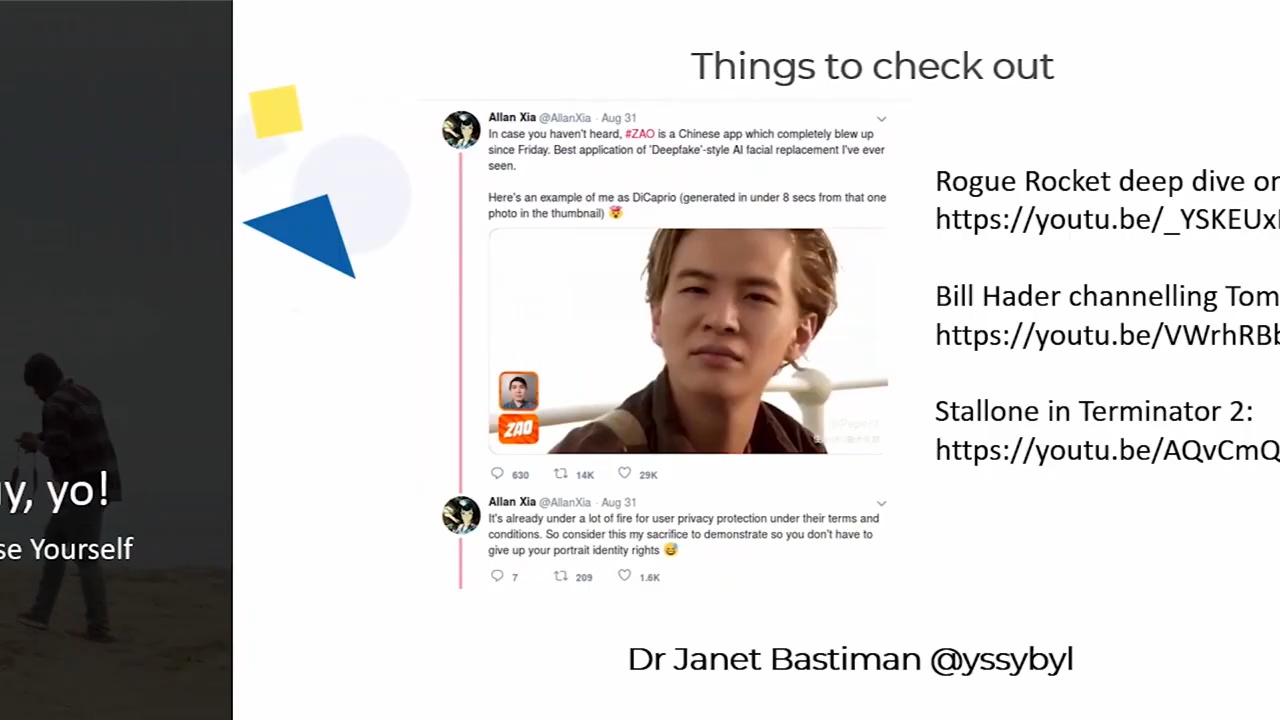 Things to check out
Allan Xia @AllanXia · Aug 31
In case you haven't heard, #ZAO is a Chinese app which completely blew up
since Friday. Best application of 'Deepfake'-style AI facial replacement I've ever
seen.
Here's an example of me as DiCaprio (generated in under 8 secs from that one
photo in the thumbnail) 🤯
ZAO
630 14K 29K
Allan Xia @AllanXia · Aug 31
It's already under a lot of fire for user privacy protection under their terms and
conditions. So consider this my sacrifice to demonstrate so you don't have to
give up your portrait identity rights 😅
7 209 1.6K
Rogue Rocket deep dive
https://youtu.be/_YSKEUx
Bill Hader channelling Tom
https://youtu.be/VWrhRB
Stallone in Terminator 2:
https://youtu.be/AQvCmQ
yo!
Yourself
Dr Janet Bastiman @yssybyl